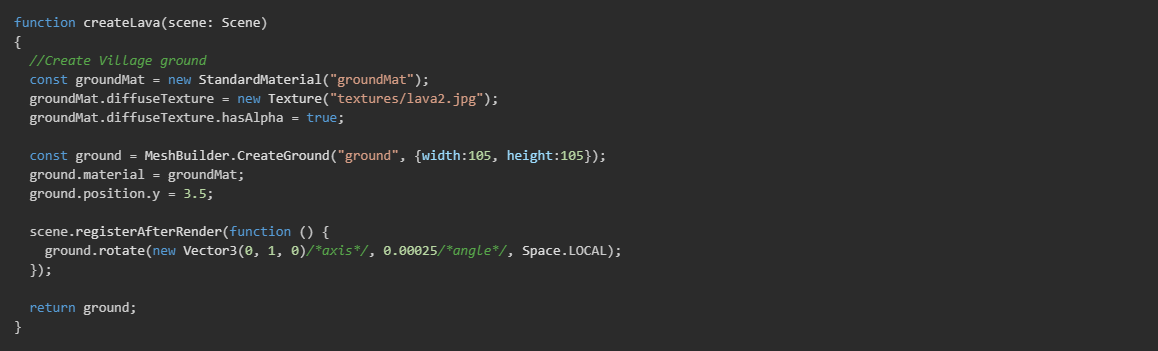 function createLava(scene: Scene)
{
  //Create Village ground
  const groundMat = new StandardMaterial("groundMat");
  groundMat.diffuseTexture = new Texture("textures/lava2.jpg");
  groundMat.diffuseTexture.hasAlpha = true;

  const ground = MeshBuilder.CreateGround("ground", {width:105, height:105});
  ground.material = groundMat;
  ground.position.y = 3.5;

  scene.registerAfterRender(function () {
    ground.rotate(new Vector3(0, 1, 0)/*axis*/, 0.00025/*angle*/, Space.LOCAL);
  });

  return ground;
}